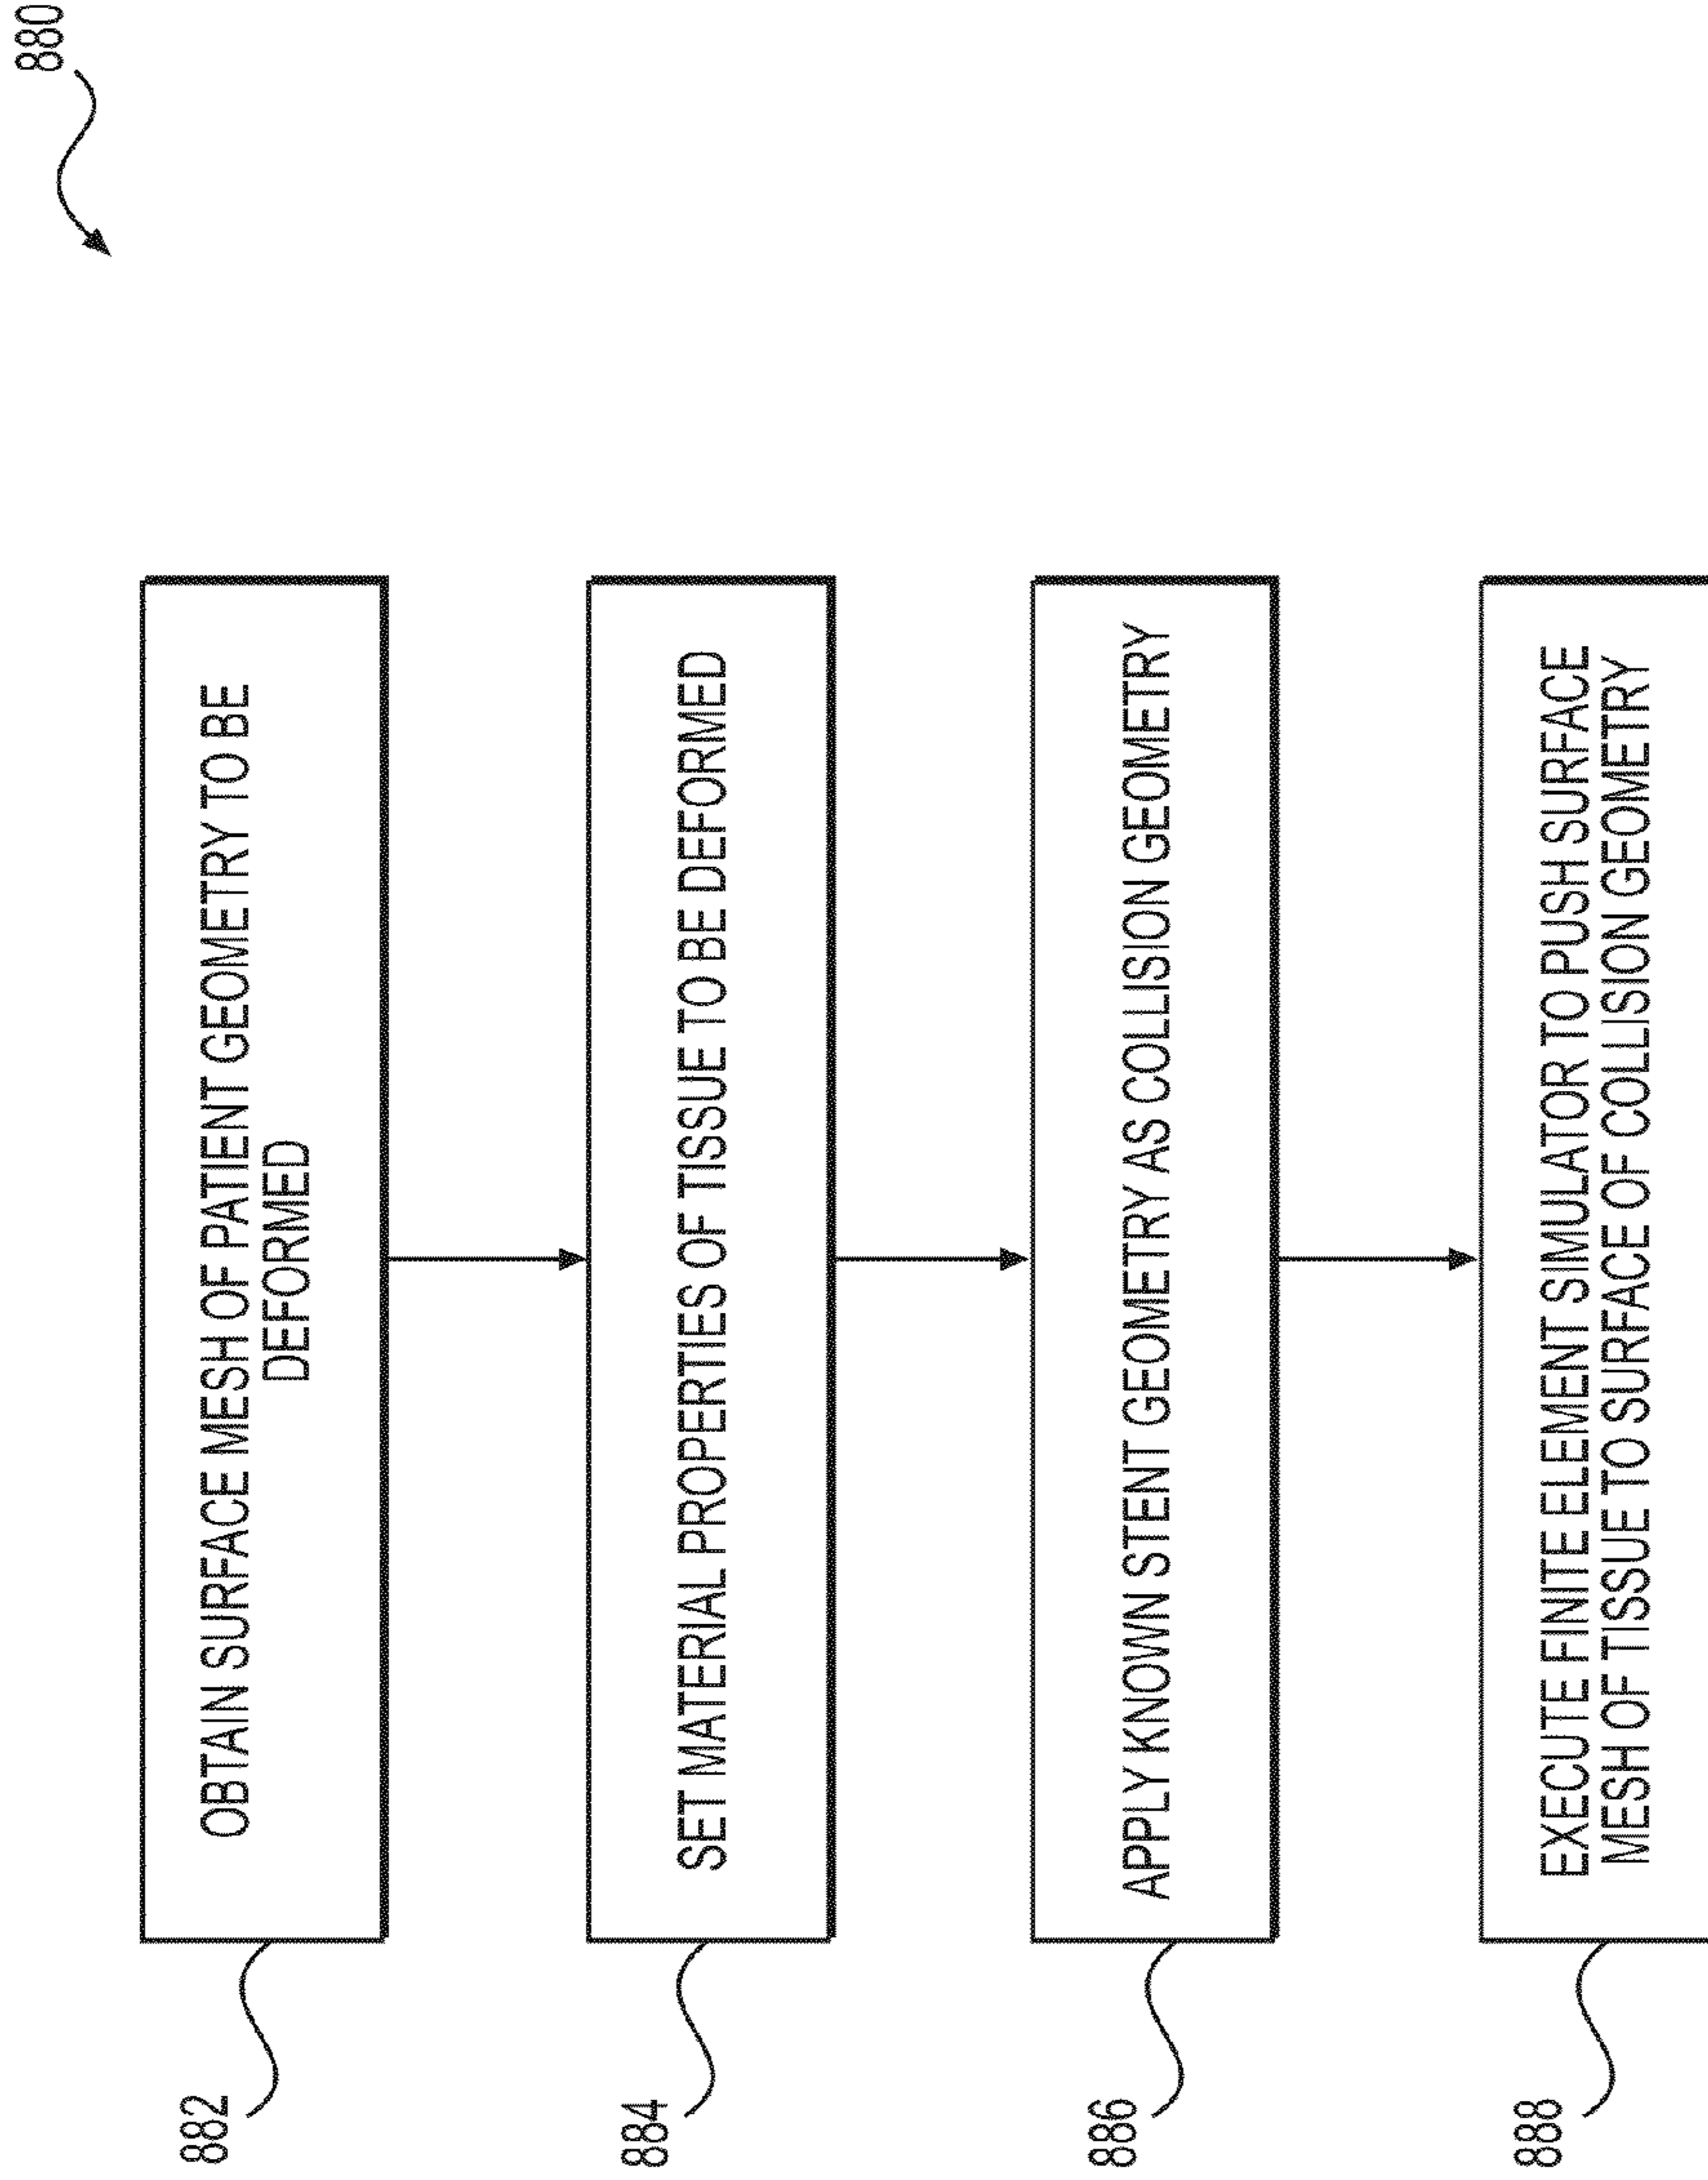 880
882
OBTAIN SURFACE MESH OF PATIENT GEOMETRY TO BE
DEFORMED
884
SET MATERIAL PROPERTIES OF TISSUE TO BE DEFORMED
886
APPLY KNOWN STENT GEOMETRY AS COLLISION GEOMETRY
888
EXECUTE FINITE ELEMENT SIMULATOR TO PUSH SURFACE
MESH OF TISSUE TO SURFACE OF COLLISION GEOMETRY